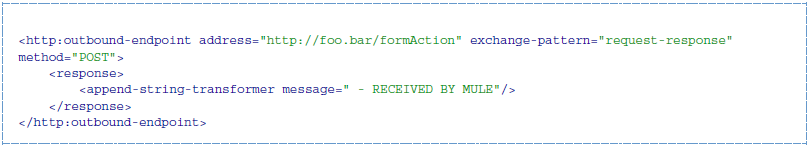 <http:outbound-endpoint address="http://foo.bar/formAction" exchange-pattern="request-response"
method="POST">
    <response>
        <append-string-transformer message=" - RECEIVED BY MULE"/>
    </response>
</http:outbound-endpoint>